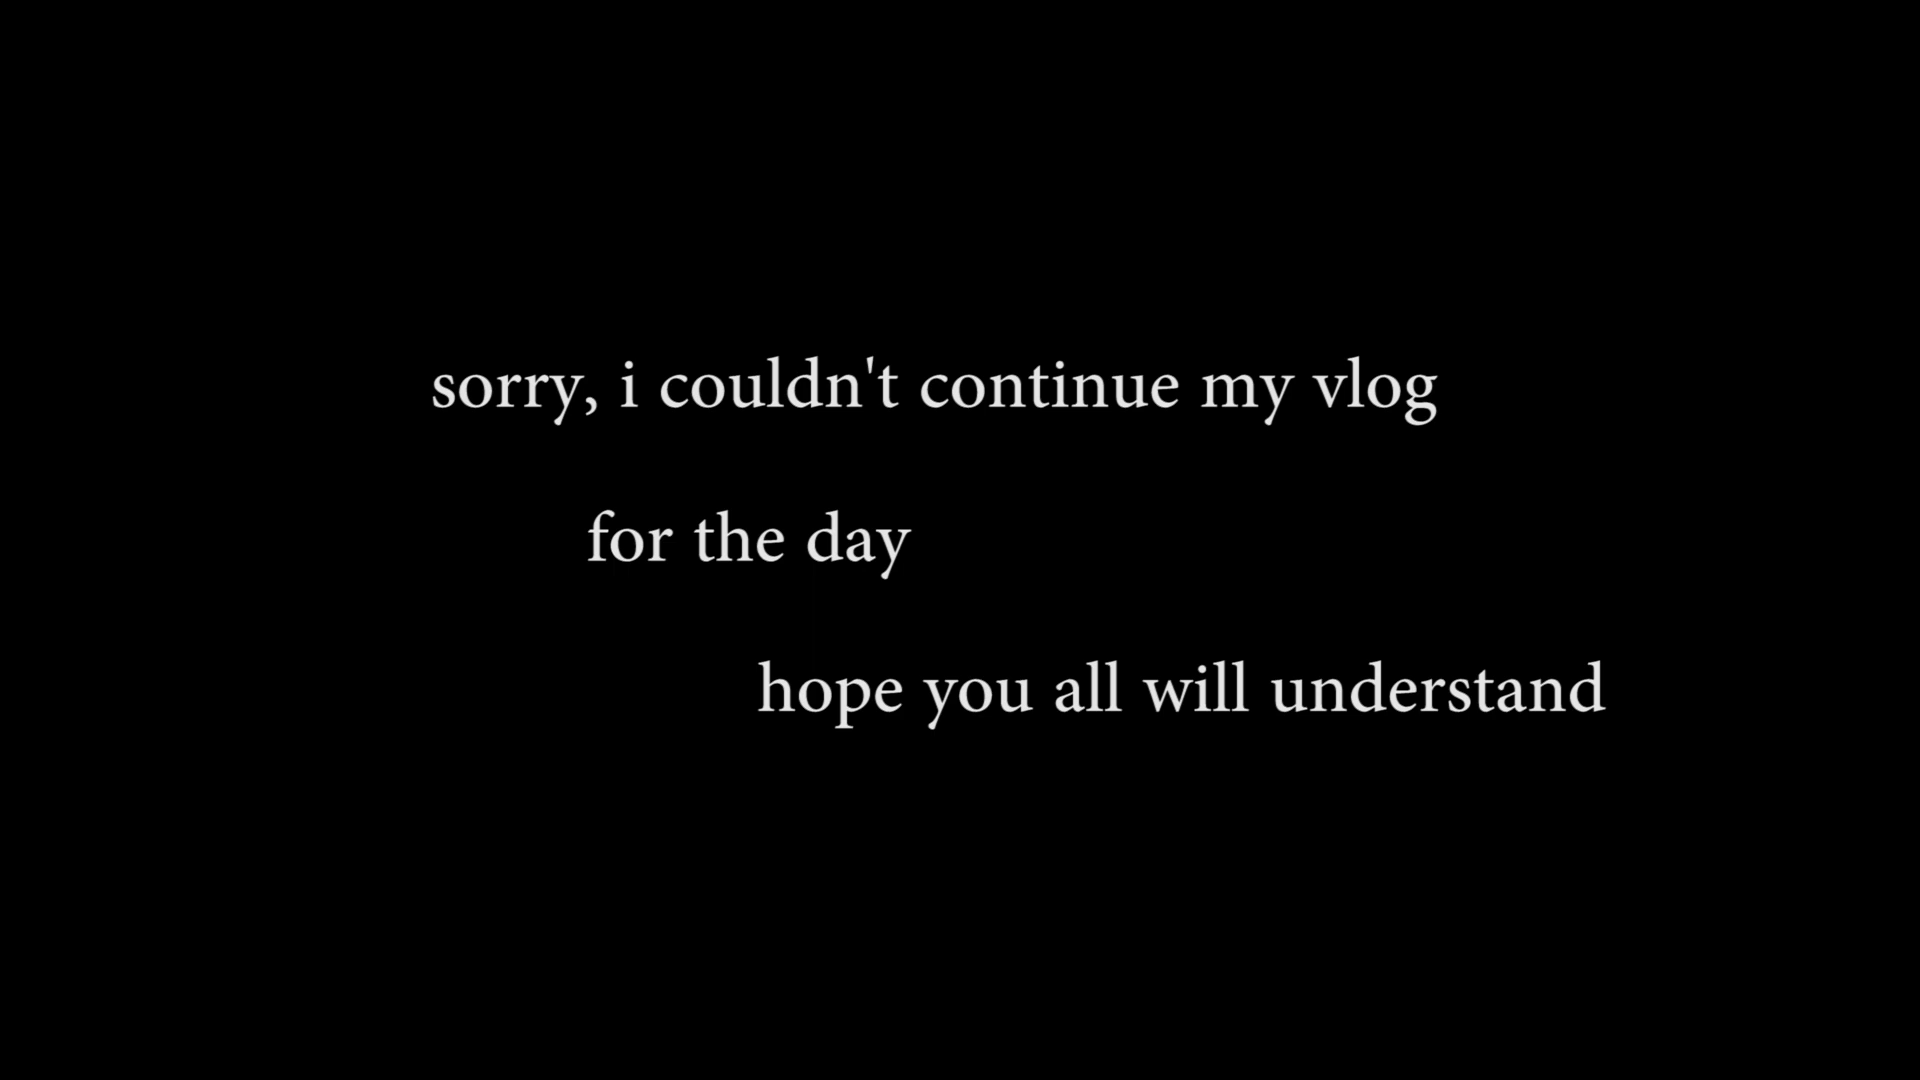 sorry, i couldn't continue my vlog
for the day
hope you all will understand